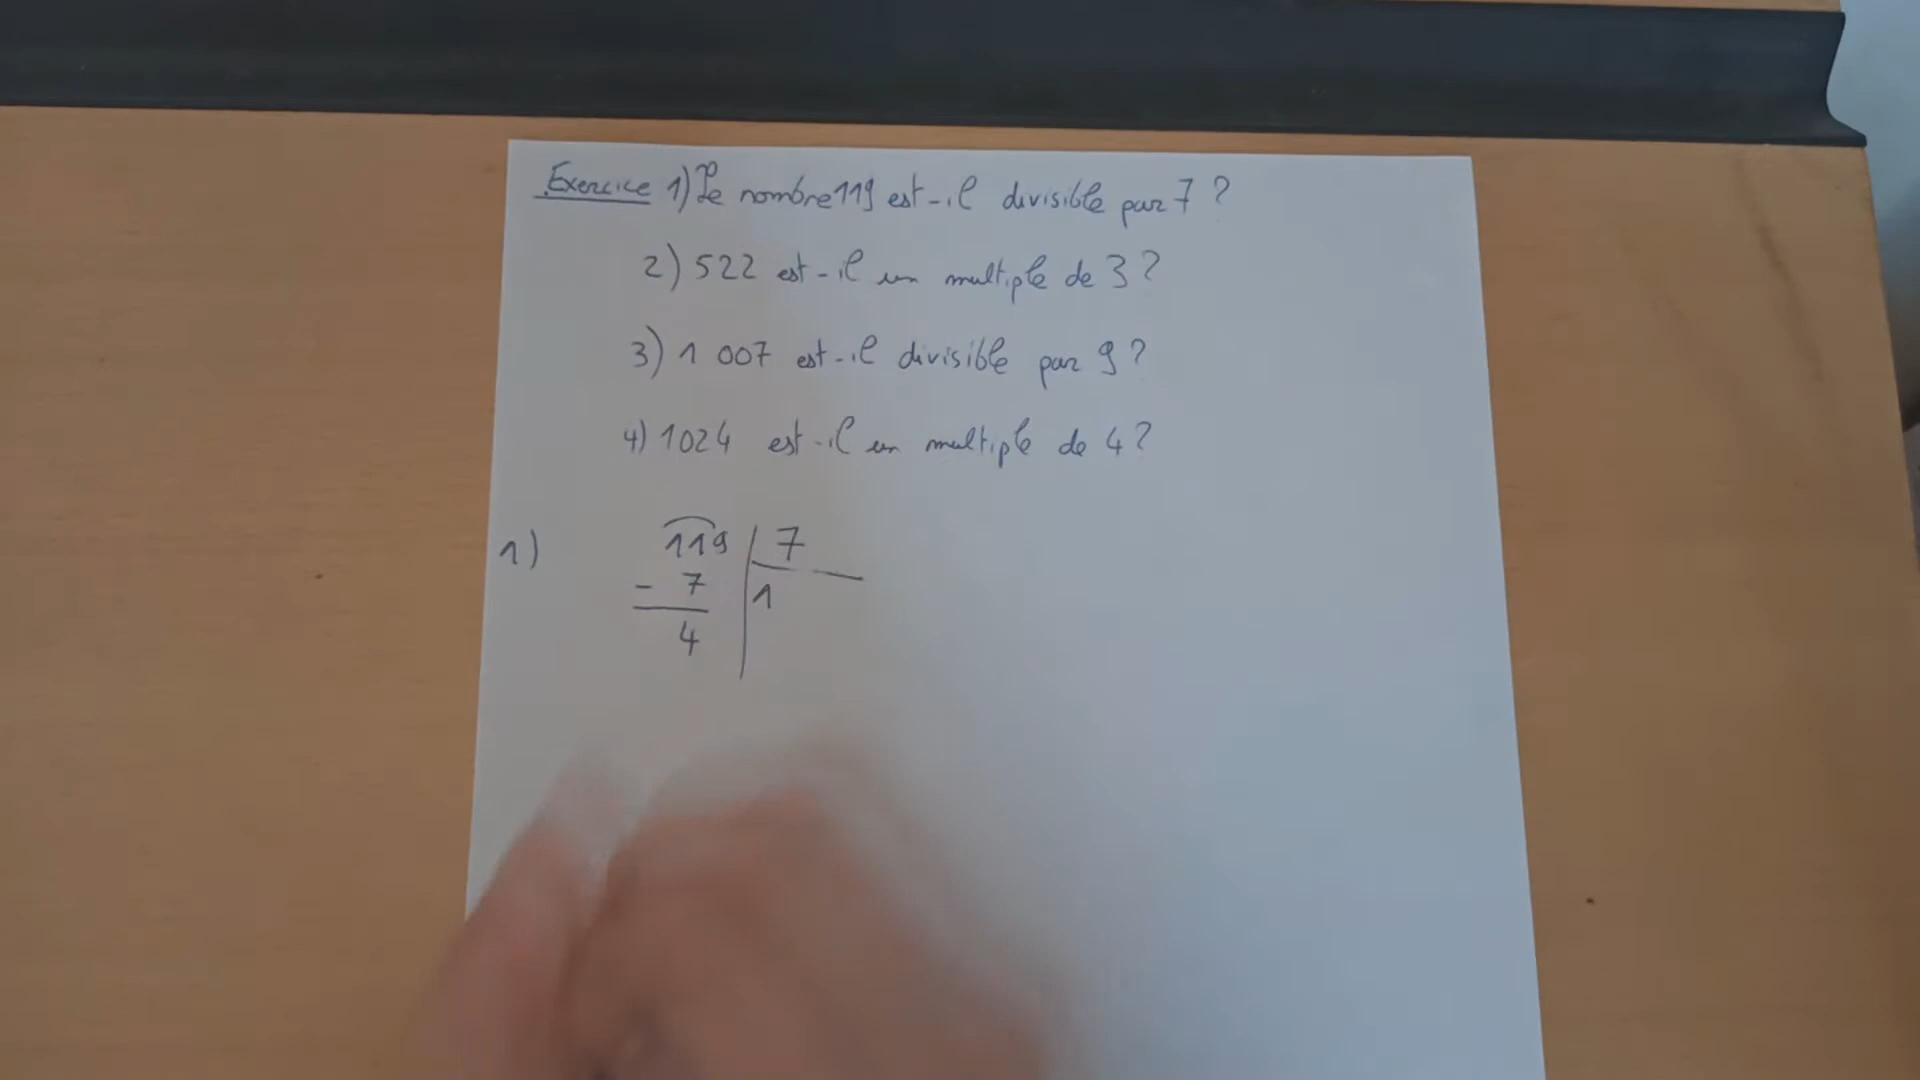 Exercice 1) Le nombre 119 est-il divisible par 7 ?
2) 522 est-il un multiple de 3 ?
3) 1 007 est-il divisible par 9 ?
4) 1024 est-il un multiple de 4 ?
1) 119 | 7
- 7 | 1
4